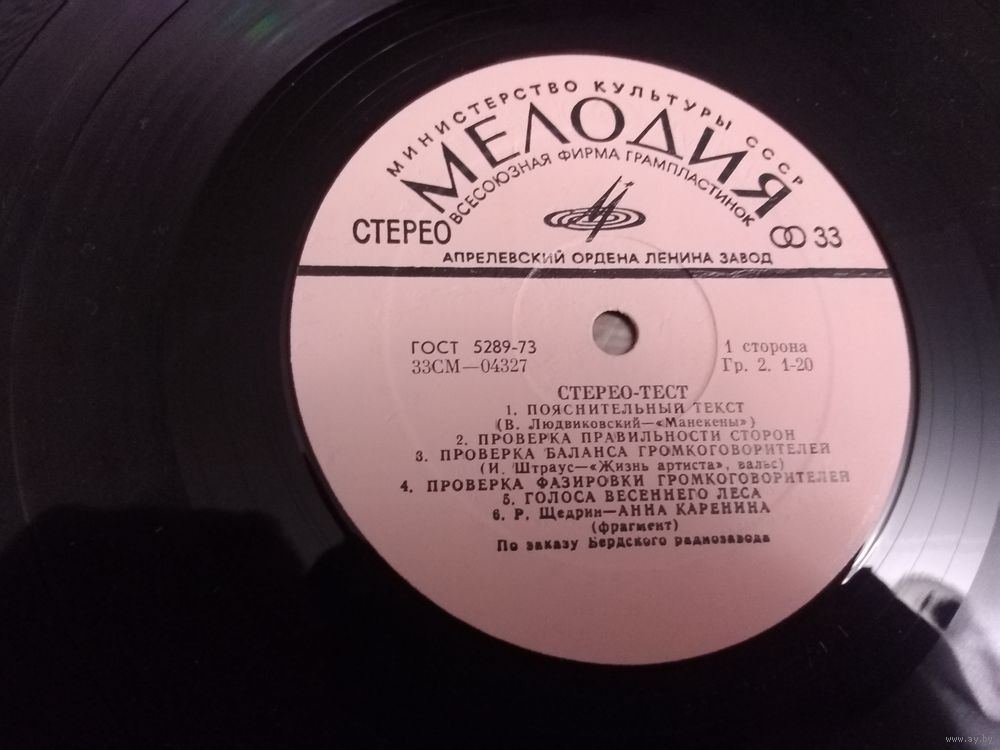 МИНИСТЕРСТВО КУЛЬТУРЫ СССР
МЕЛОДИЯ
ВСЕСОЮЗНАЯ ФИРМА ГРАМПЛАСТИНОК
СТЕРЕО
33
АПРЕЛЕВСКИЙ ОРДЕНА ЛЕНИНА ЗАВОД
ГОСТ 5289-73
33СМ—04327
1 сторона
Гр. 2. 1-20
СТЕРЕО-ТЕСТ
1. ПОЯСНИТЕЛЬНЫЙ ТЕКСТ
(В. Людвиковский—«Манекены»)
2. ПРОВЕРКА ПРАВИЛЬНОСТИ СТОРОН
3. ПРОВЕРКА БАЛАНСА ГРОМКОГОВОРИТЕЛЕЙ
(И. Штраус—«Жизнь артиста», вальс)
4. ПРОВЕРКА ФАЗИРОВКИ ГРОМКОГОВОРИТЕЛЕЙ
5. ГОЛОСА ВЕСЕННЕГО ЛЕСА
6. Р. Щедрин—АННА КАРЕНИНА
(фрагмент)
По заказу Бердского радиозавода
www.ay.by